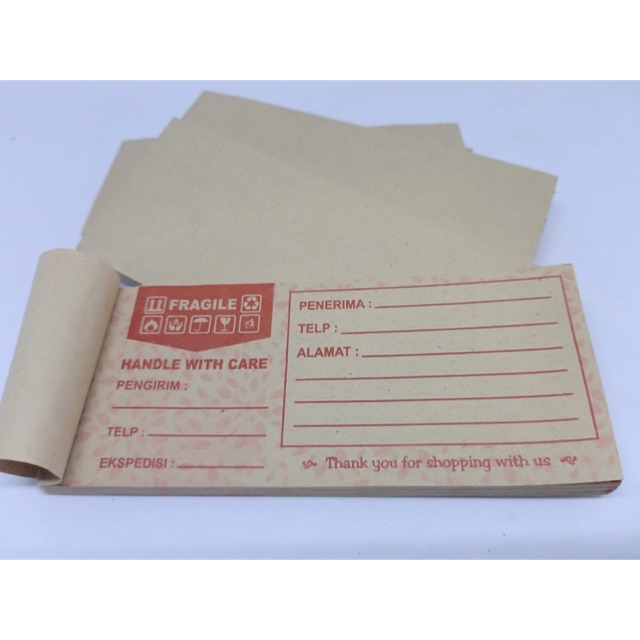 FRAGILE
HANDLE WITH CARE
PENGIRIM :
TELP :
EKSPEDISI :
PENERIMA :
TELP :
ALAMAT :
Thank you for shopping with us